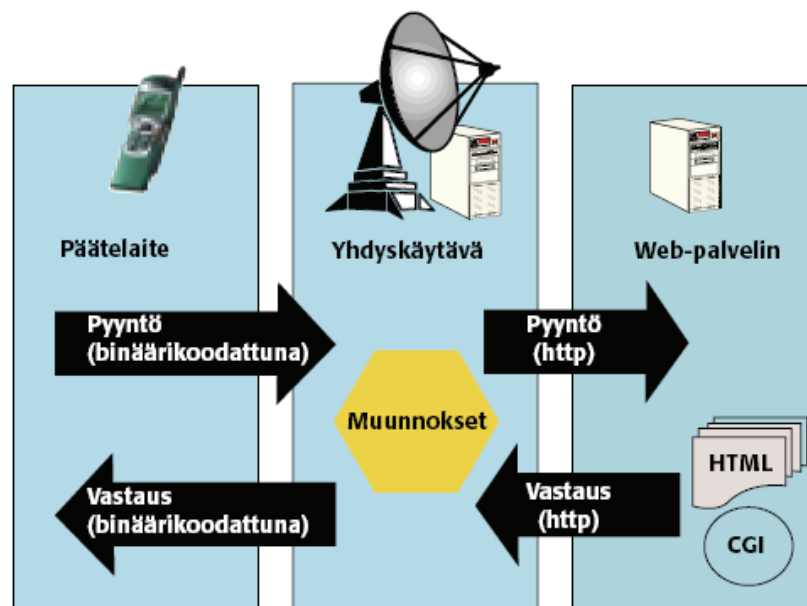 Päätelaite
Yhdyskäytävä
Web-palvelin
Pyyntö
(binäärikoodattuna)
Pyyntö
(http)
Muunnokset
HTML
Vastaus
(binäärikoodattuna)
Vastaus
(http)
CGI